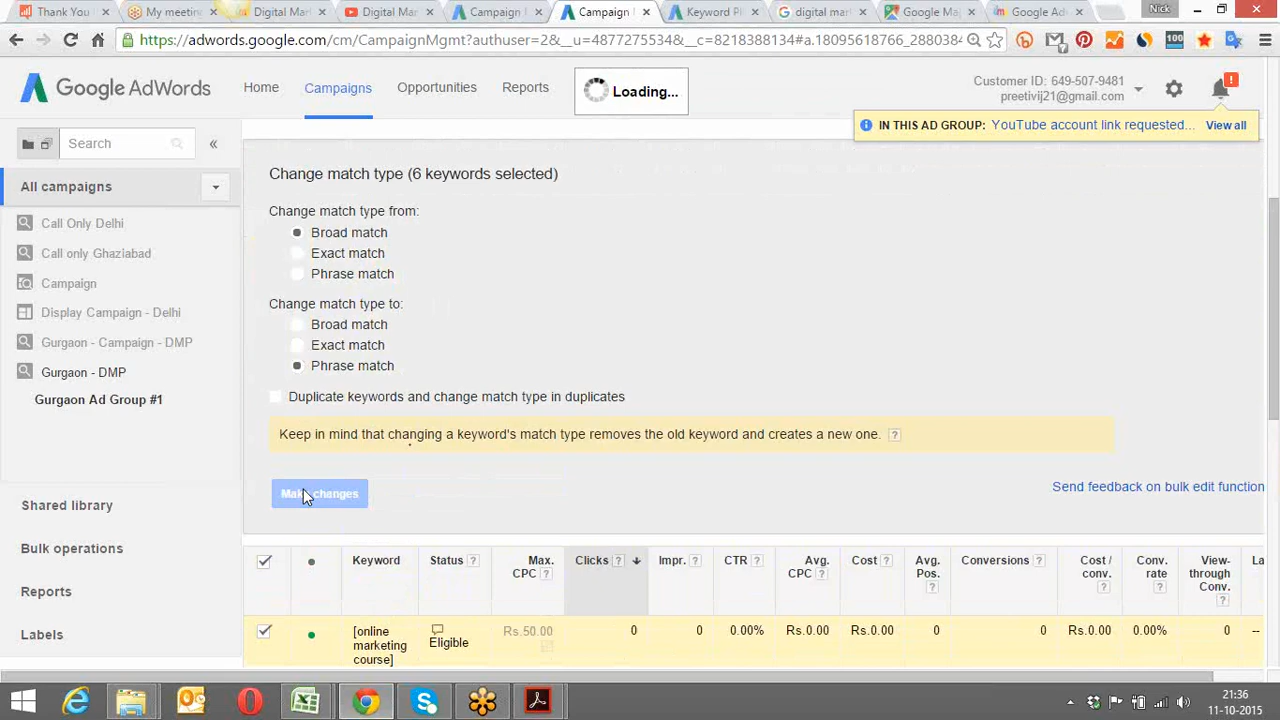 Thank You
My meetin
Digital Mar
Digital Mar
Campaign
Campaign
Keyword Pl
digital mar
Google Ma
Google Ad
Nick
https://adwords.google.com/cm/CampaignMgmt?authuser=2&__u=4877275534&__c=8218388134#a.18095618766_288038
Google AdWords
Home
Campaigns
Opportunities
Reports
Loading...
Customer ID: 649-507-9481
preetivij21@gmail.com
IN THIS AD GROUP: YouTube account link requested... View all
Search
«
All campaigns
Call Only Delhi
Call only Ghaziabad
Campaign
Display Campaign - Delhi
Gurgaon - Campaign - DMP
Gurgaon - DMP
Gurgaon Ad Group #1
Shared library
Bulk operations
Reports
Labels
Change match type (6 keywords selected)
Change match type from:
Broad match
Exact match
Phrase match
Change match type to:
Broad match
Exact match
Phrase match
Duplicate keywords and change match type in duplicates
Keep in mind that changing a keyword's match type removes the old keyword and creates a new one. ?
Make changes
Send feedback on bulk edit function
Keyword
Status ?
Max. CPC ?
Clicks ?
Impr. ?
CTR ?
Avg. CPC ?
Cost ?
Avg. Pos. ?
Conversions ?
Cost / conv. ?
Conv. rate ?
View-through Conv. ?
La
[online marketing course]
Eligible
Rs.50.00
0
0
0.00%
Rs.0.00
Rs.0.00
0
0
Rs.0.00
0.00%
0
--
21:36
11-10-2015